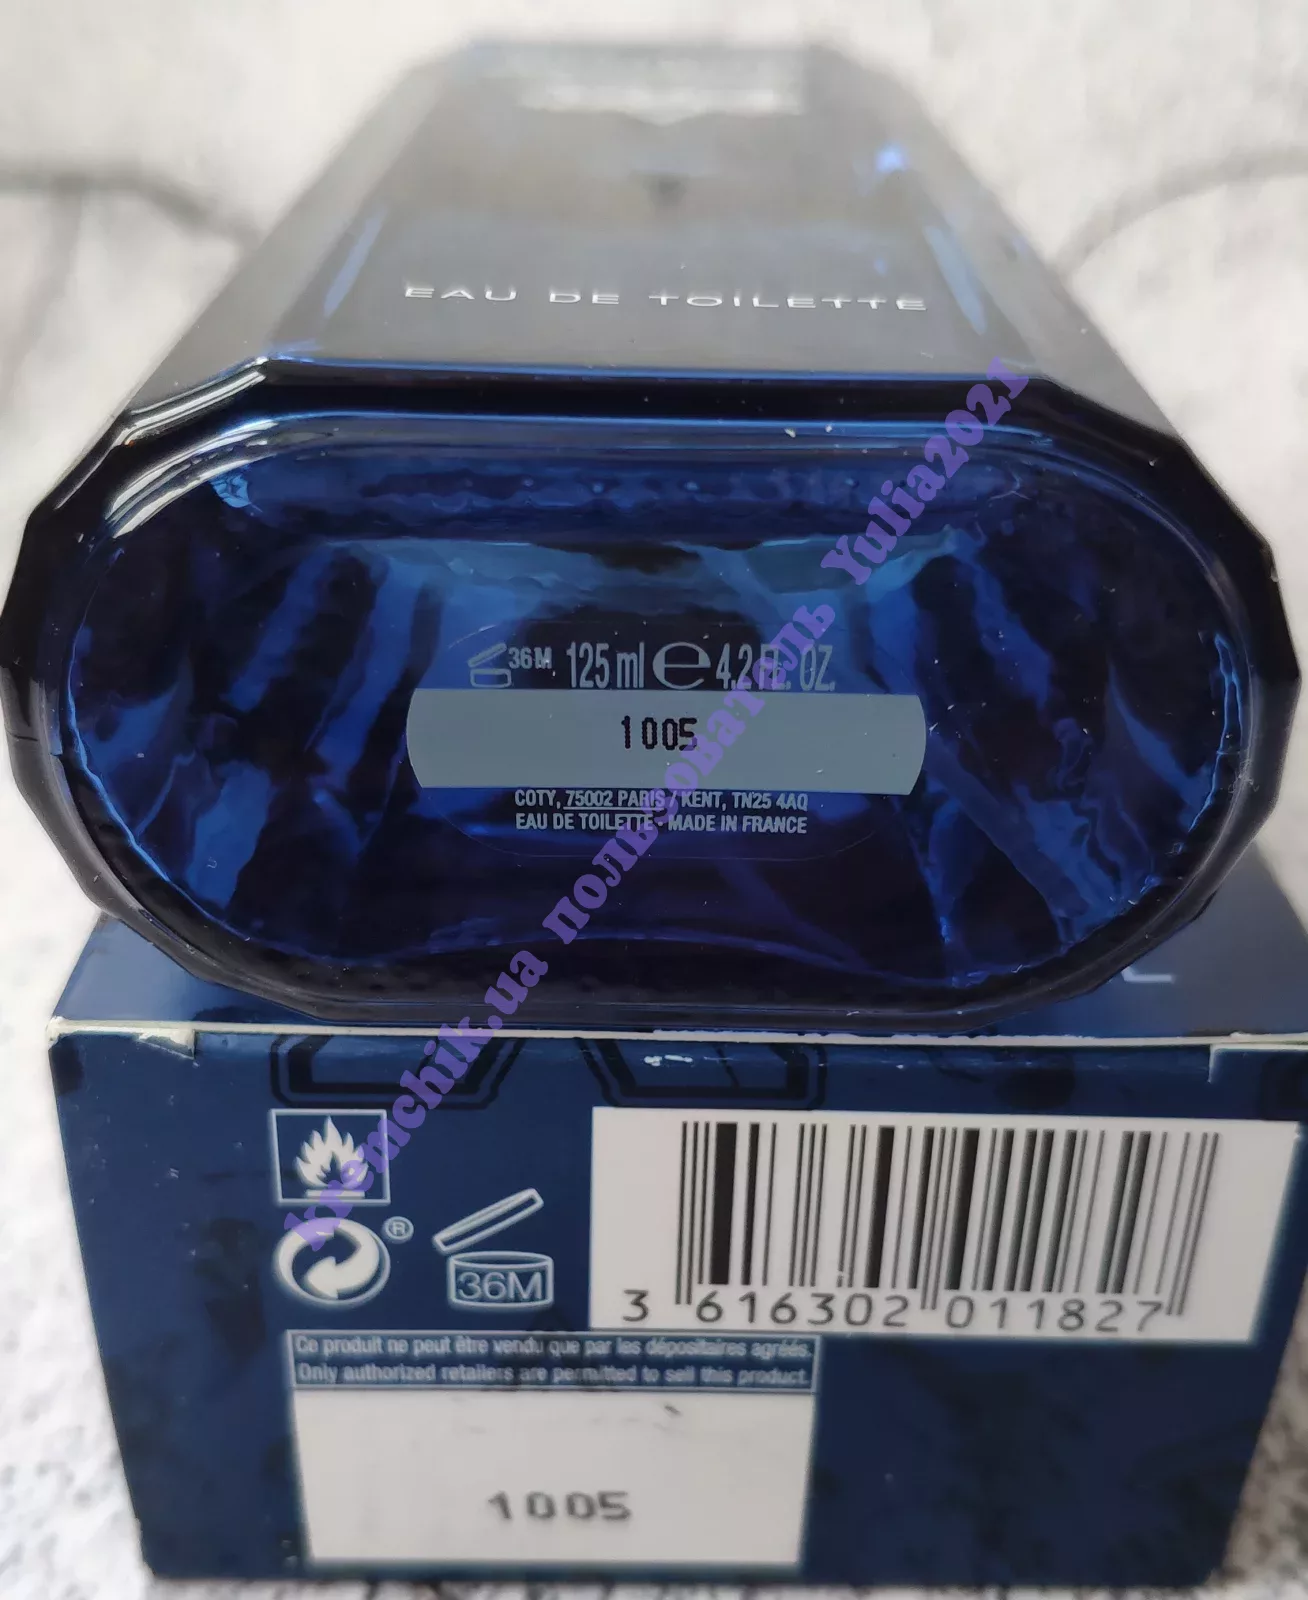 EAU DE TOILETTE
36M 125 ml e 4.2 FL. OZ.
1005
COTY, 75002 PARIS / KENT, TN25 4AQ
EAU DE TOILETTE - MADE IN FRANCE
kremchik.ua пользователь Yulia2021
L
®
36M
3 616302 011827
Ce produit ne peut être vendu que par les dépositaires agréés.
Only authorized retailers are permitted to sell this product.
1005